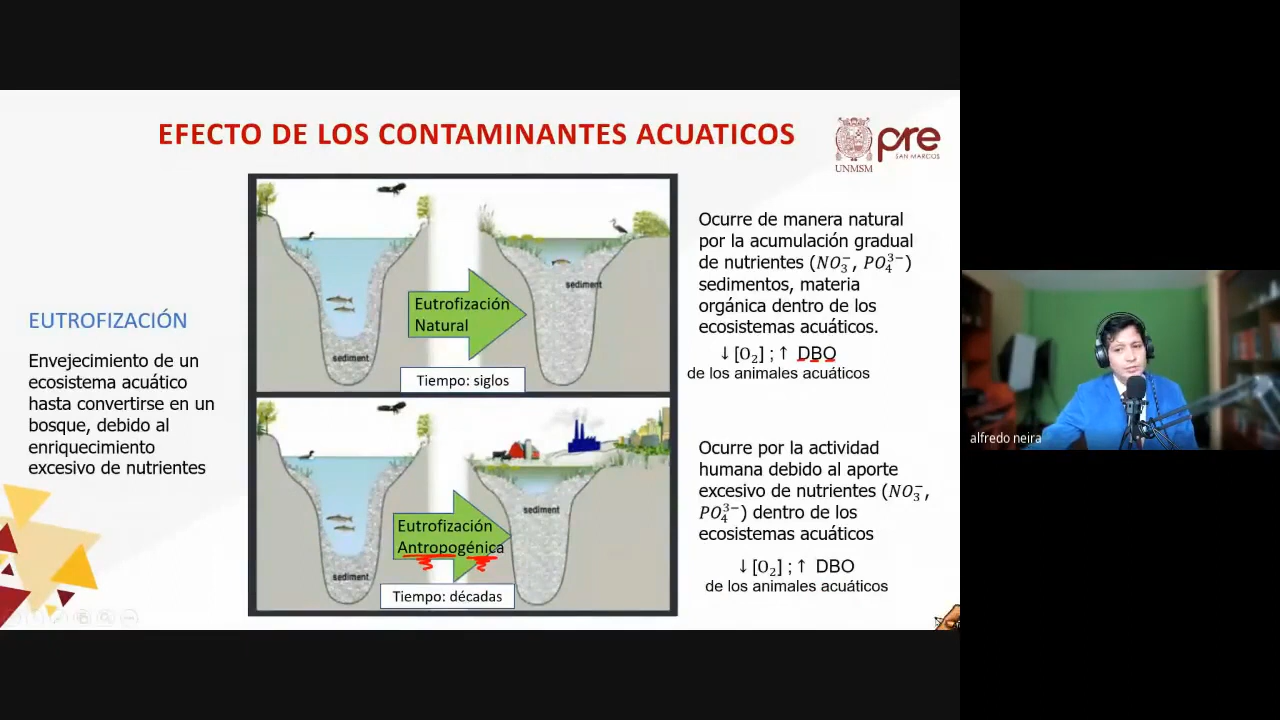 EFECTO DE LOS CONTAMINANTES ACUATICOS
UNMSM
pre
SAN MARCOS
EUTROFIZACIÓN
Envejecimiento de un
ecosistema acuático
hasta convertirse en un
bosque, debido al
enriquecimiento
excesivo de nutrientes
sediment
sediment
Eutrofización
Natural
Tiempo: siglos
sediment
sediment
Eutrofización
Antropogénica
Tiempo: décadas
Ocurre de manera natural
por la acumulación gradual
de nutrientes (NO₃⁻, PO₄³⁻)
sedimentos, materia
orgánica dentro de los
ecosistemas acuáticos.
↓ [O₂] ; ↑ DBO
de los animales acuáticos
Ocurre por la actividad
humana debido al aporte
excesivo de nutrientes (NO₃⁻,
PO₄³⁻) dentro de los
ecosistemas acuáticos
↓ [O₂] ; ↑ DBO
de los animales acuáticos
alfredo neira